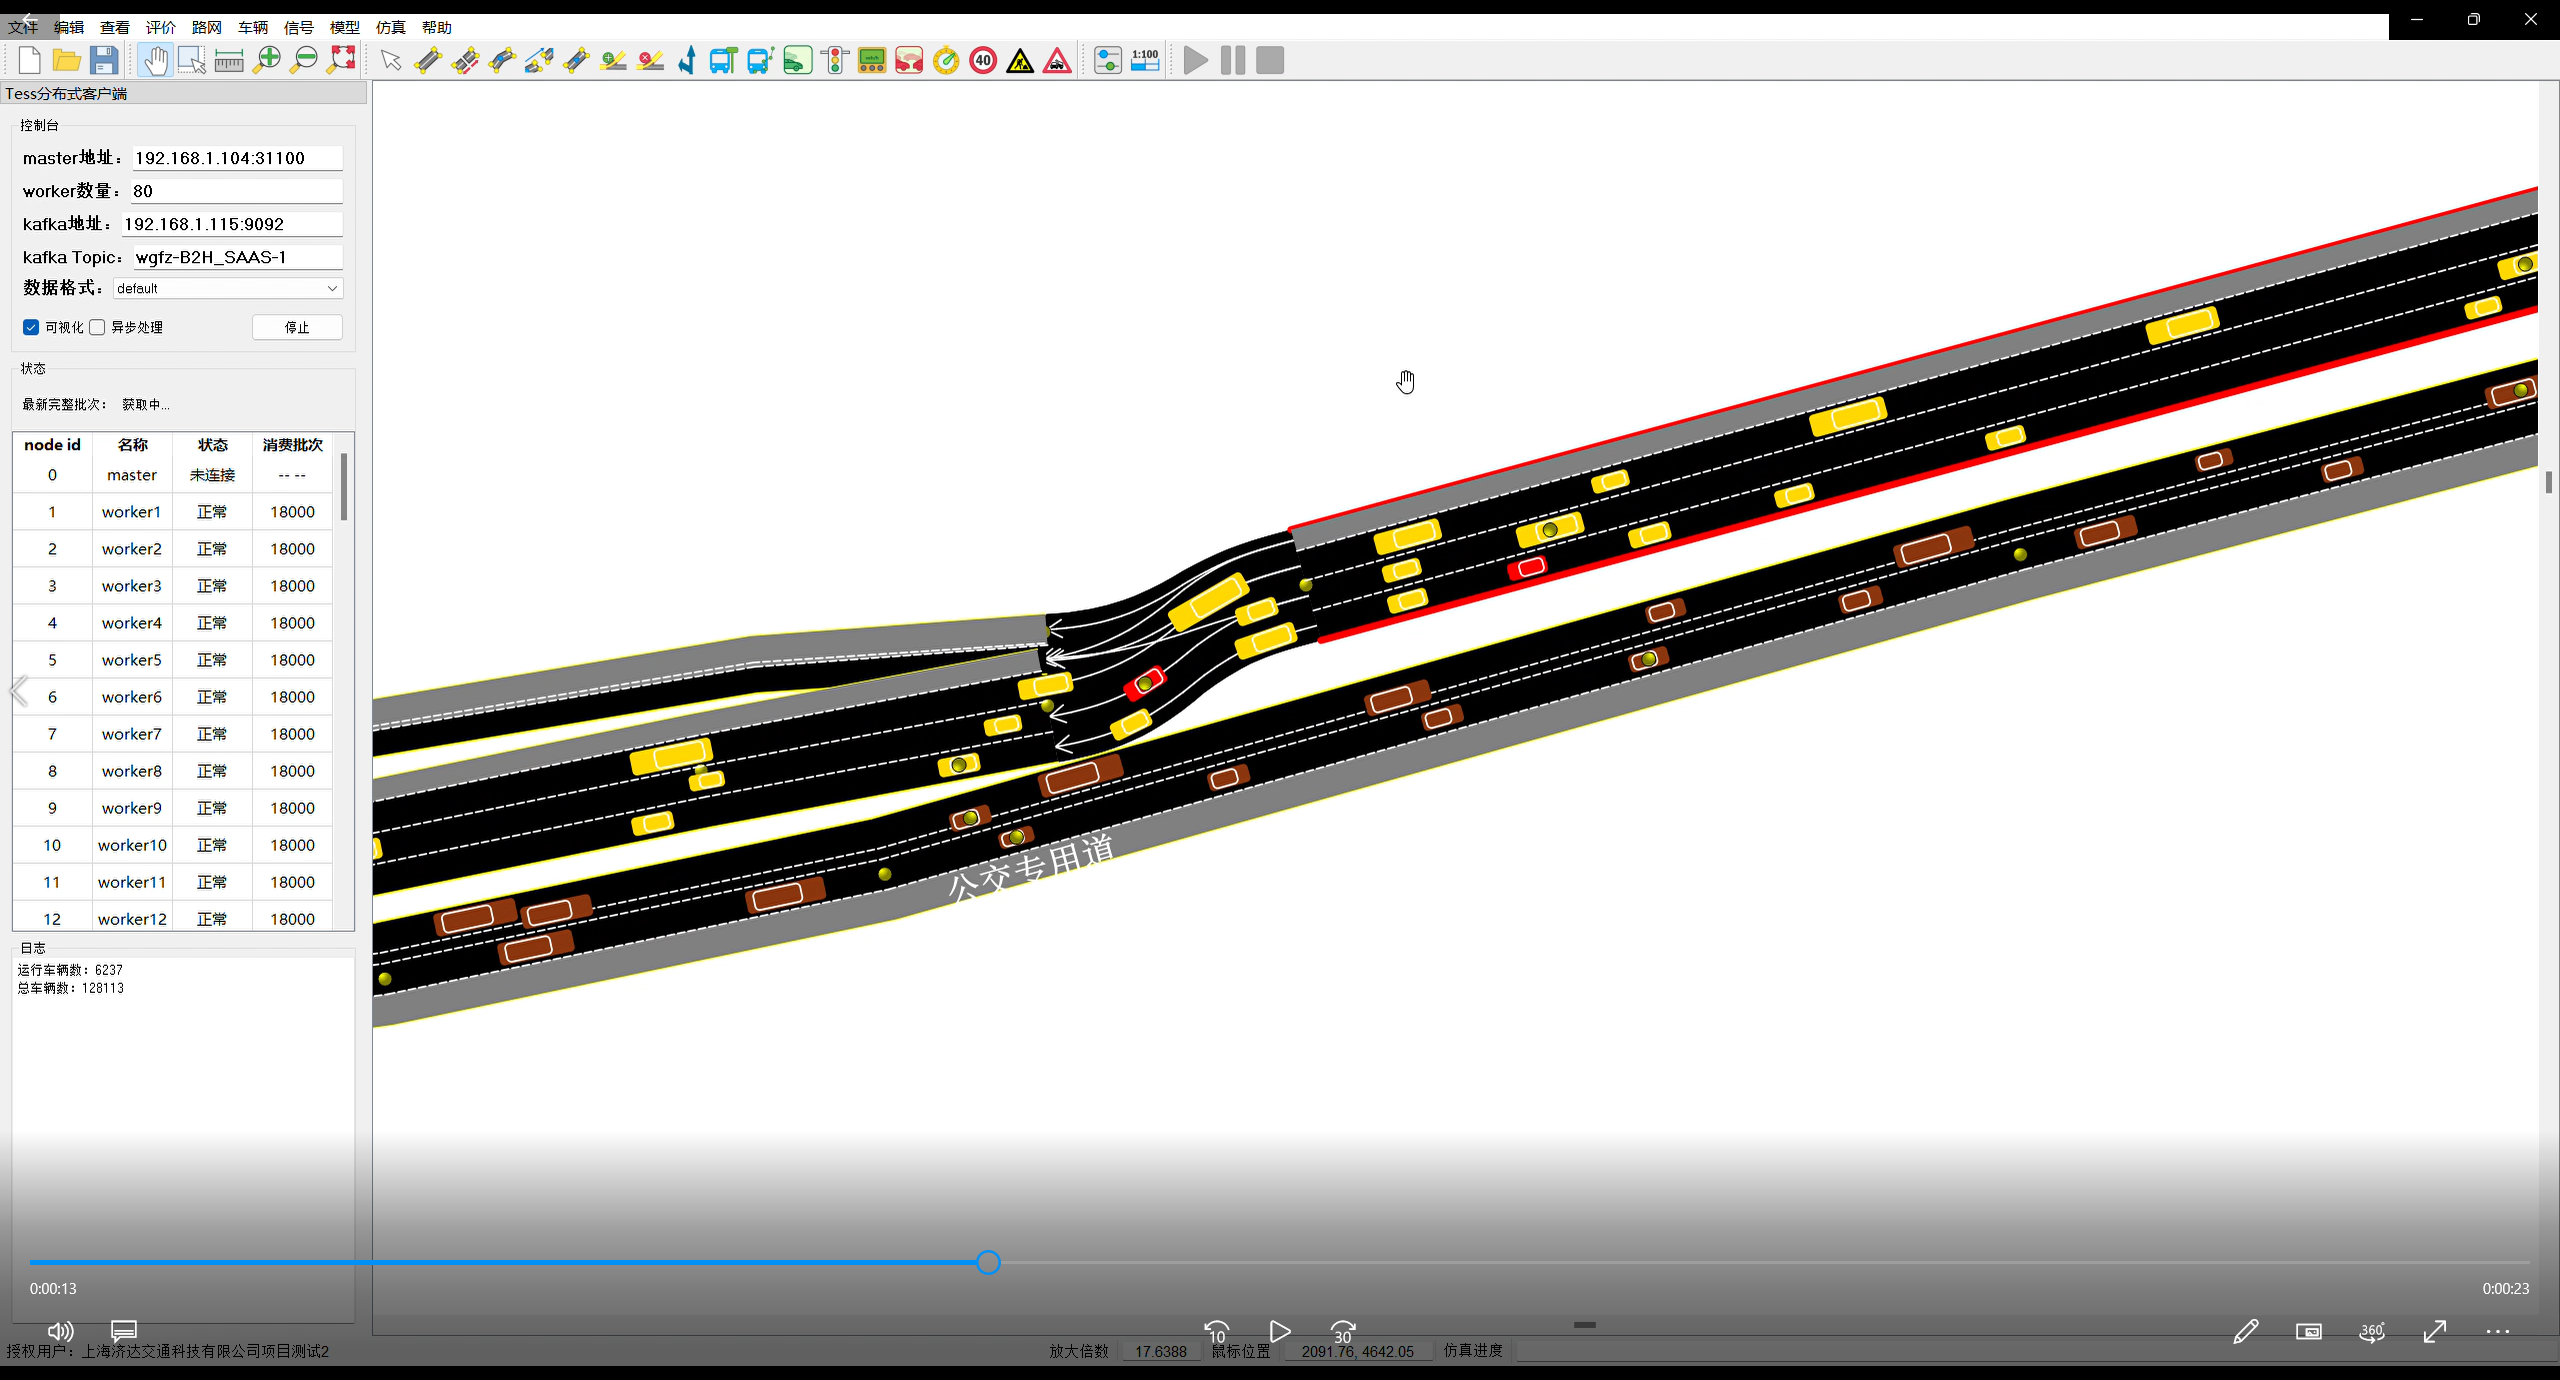 文件 编辑 查看 评价 路网 车辆 信号 模型 仿真 帮助
40 1:100
Tess分布式客户端
控制台
master地址： 192.168.1.104:31100
worker数量： 80
kafka地址： 192.168.1.115:9092
kafka Topic： wgfz-B2H_SAAS-1
数据格式： default
可视化 异步处理 停止
状态
最新完整批次： 获取中...
node id 名称 状态 消费批次
0 master 未连接 -- --
1 worker1 正常 18000
2 worker2 正常 18000
3 worker3 正常 18000
4 worker4 正常 18000
5 worker5 正常 18000
6 worker6 正常 18000
7 worker7 正常 18000
8 worker8 正常 18000
9 worker9 正常 18000
10 worker10 正常 18000
11 worker11 正常 18000
12 worker12 正常 18000
公交专用道
日志
运行车辆数：6237
总车辆数：128113
0:00:13 0:00:23
10 30 360°
授权用户：上海济达交通科技有限公司项目测试2 放大倍数 17.6388 鼠标位置 2091.76, 4642.05 仿真进度